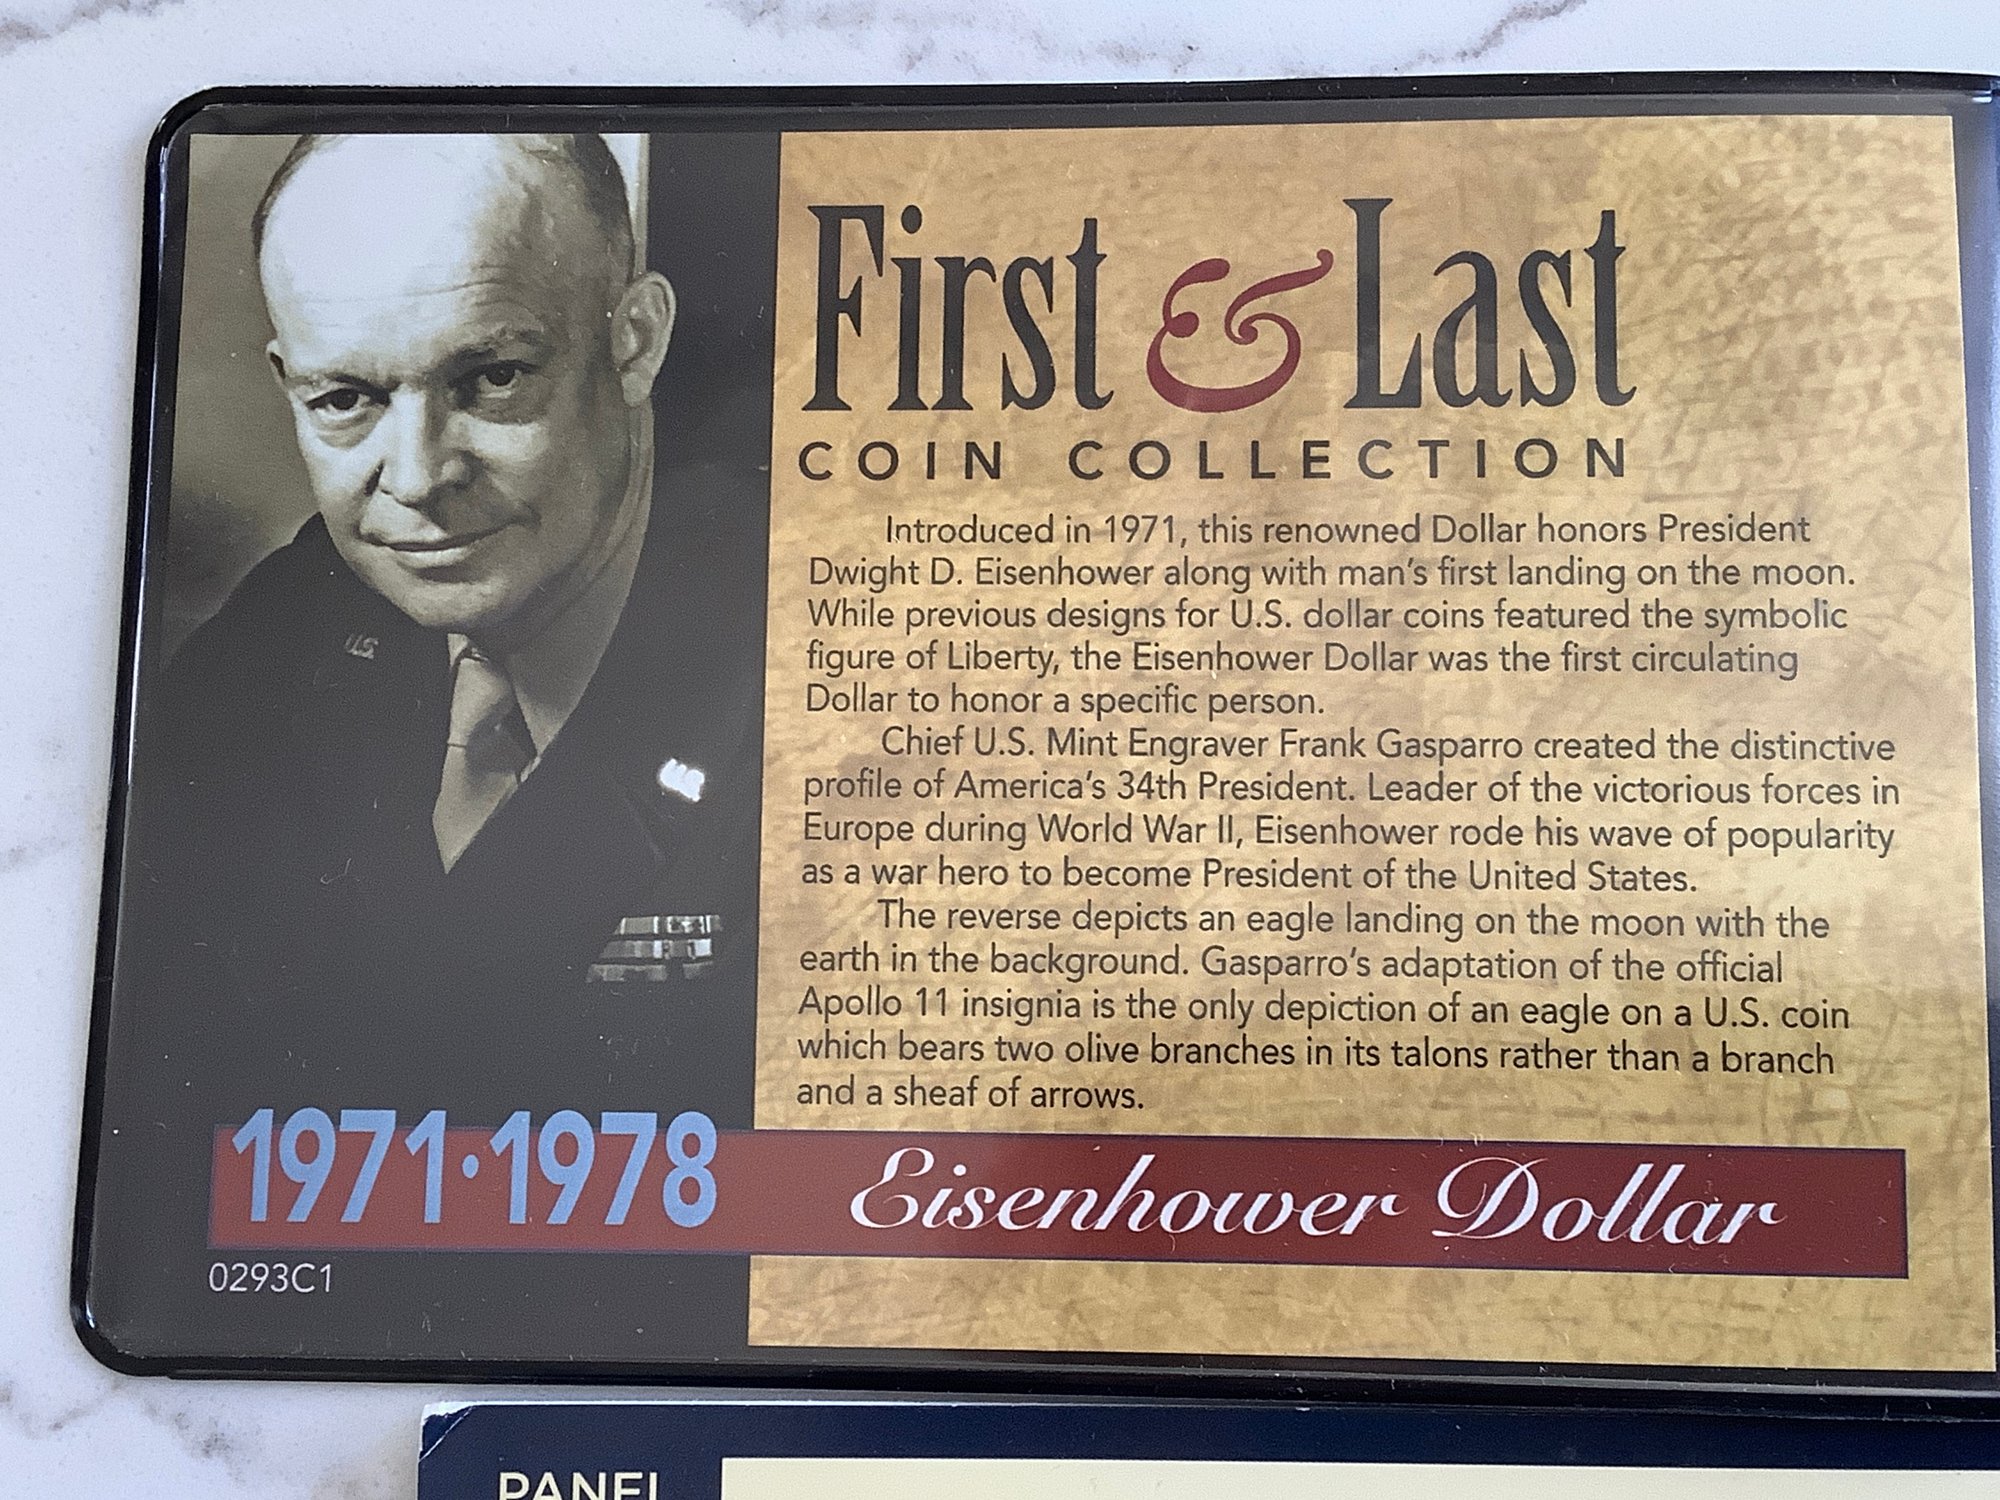 First & Last
COIN COLLECTION
Introduced in 1971, this renowned Dollar honors President
Dwight D. Eisenhower along with man's first landing on the moon.
While previous designs for U.S. dollar coins featured the symbolic
figure of Liberty, the Eisenhower Dollar was the first circulating
Dollar to honor a specific person.
Chief U.S. Mint Engraver Frank Gasparro created the distinctive
profile of America's 34th President. Leader of the victorious forces in
Europe during World War II, Eisenhower rode his wave of popularity
as a war hero to become President of the United States.
The reverse depicts an eagle landing on the moon with the
earth in the background. Gasparro's adaptation of the official
Apollo 11 insignia is the only depiction of an eagle on a U.S. coin
which bears two olive branches in its talons rather than a branch
and a sheaf of arrows.
U.S.
1971·1978 Eisenhower Dollar
0293C1
PANEL